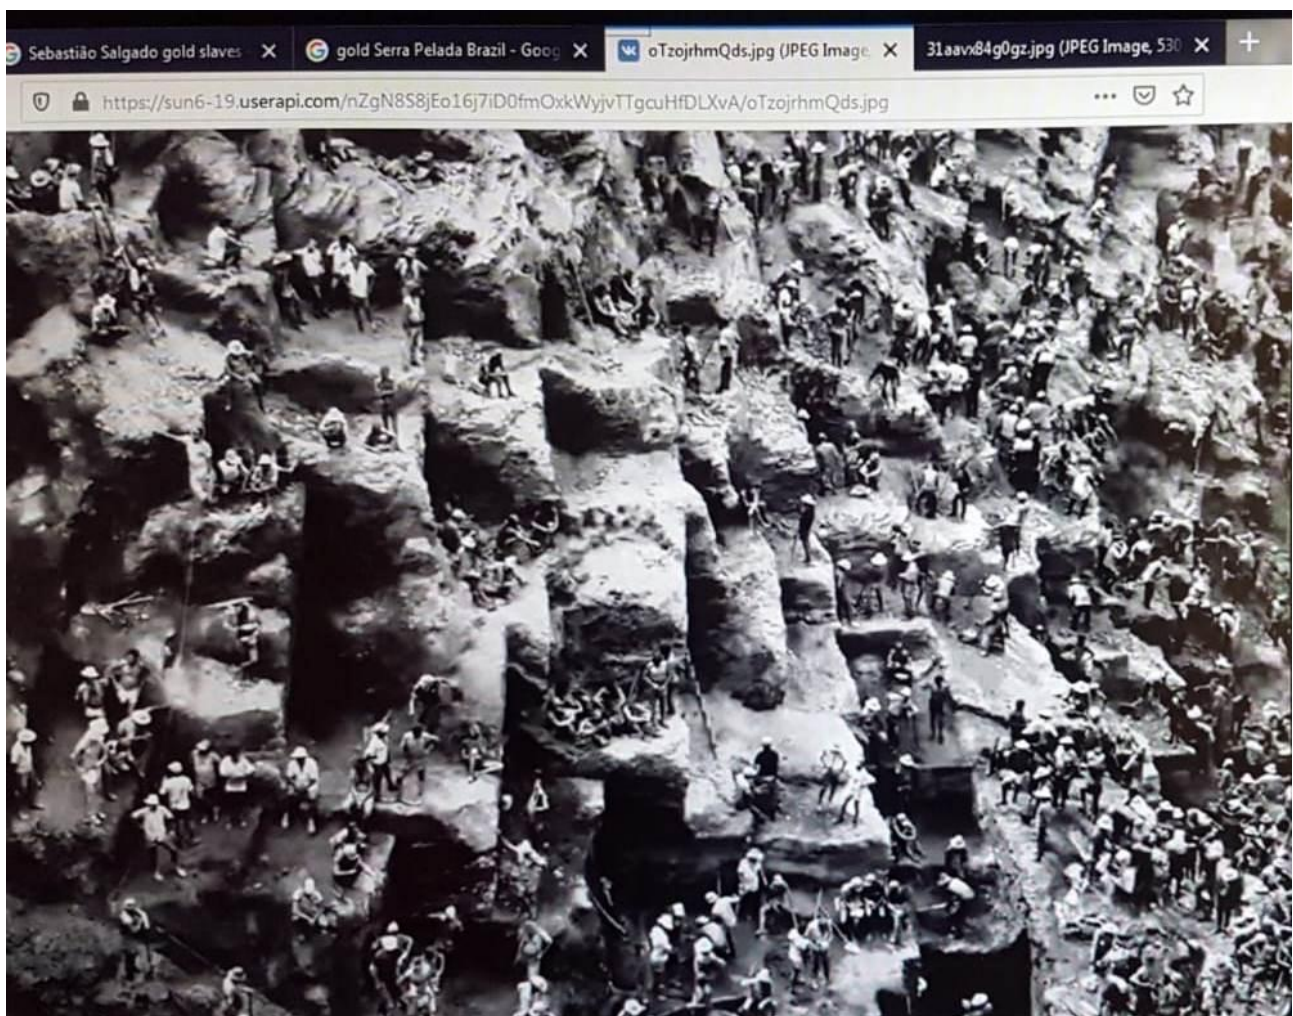 Sebastião Salgado gold slaves
gold Serra Pelada Brazil - Goog
oTzojrhmQds.jpg (JPEG Image,
31aavx84g0gz.jpg (JPEG Image, 530
https://sun6-19.userapi.com/nZgN8S8jEo16j7iD0fmOxkWyjvTTgcuHfDLXvA/oTzojrhmQds.jpg